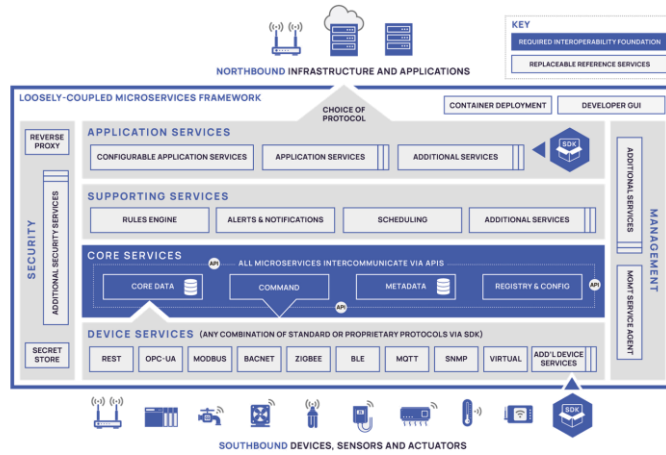 KEY
REQUIRED INTEROPERABILITY FOUNDATION
REPLACEABLE REFERENCE SERVICES
NORTHBOUND INFRASTRUCTURE AND APPLICATIONS
LOOSELY-COUPLED MICROSERVICES FRAMEWORK
CHOICE OF
PROTOCOL
CONTAINER DEPLOYMENT
DEVELOPER GUI
SECURITY
REVERSE
PROXY
ADDITIONAL SECURITY SERVICES
SECRET
STORE
APPLICATION SERVICES
CONFIGURABLE APPLICATION SERVICES
APPLICATION SERVICES
ADDITIONAL SERVICES
SDK
SUPPORTING SERVICES
RULES ENGINE
ALERTS & NOTIFICATIONS
SCHEDULING
ADDITIONAL SERVICES
CORE SERVICES
API
ALL MICROSERVICES INTERCOMMUNICATE VIA APIS
CORE DATA
COMMAND
METADATA
REGISTRY & CONFIG
API
API
DEVICE SERVICES (ANY COMBINATION OF STANDARD OR PROPRIETARY PROTOCOLS VIA SDK)
REST
OPC-UA
MODBUS
BACNET
ZIGBEE
BLE
MQTT
SNMP
VIRTUAL
ADD'L DEVICE
SERVICES
MANAGEMENT
ADDITIONAL SERVICES
MGMT SERVICE AGENT
SDK
SOUTHBOUND DEVICES, SENSORS AND ACTUATORS